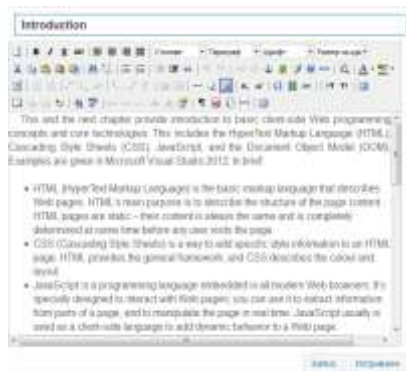 Introduction
This and the next chapter provide introduction to basic client-side Web programming
concepts and core technologies. This includes the HyperText Markup Language (HTML),
Cascading Style Sheets (CSS), JavaScript, and the Document Object Model (DOM).
Examples are given in Microsoft Visual Studio 2012. In brief
• HTML (HyperText Markup Language) is the basic markup language that describes
Web pages. HTML's main purpose is to describe the structure of the page content.
HTML pages are static – their content is always the same and is completely
determined at some time before any user visits the page.
• CSS (Cascading Style Sheets) is a way to add specific style information to an HTML
page. HTML provides the general framework, and CSS describes the colour and
layout.
• JavaScript is a programming language embedded in all modern Web browsers. It's
specially designed to interact with Web pages; you can use it to extract information
from parts of a page, and to manipulate the page in real time. JavaScript usually is
used as a client-side language to add dynamic behavior to a Web page.